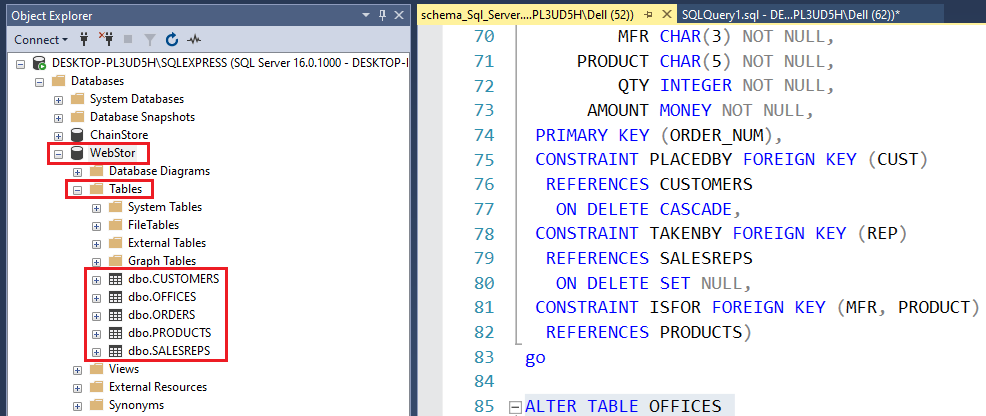 Object Explorer
Connect
DESKTOP-PL3UD5H\SQLEXPRESS (SQL Server 16.0.1000 - DESKTOP-I
Databases
System Databases
Database Snapshots
ChainStore
WebStor
Database Diagrams
Tables
System Tables
FileTables
External Tables
Graph Tables
dbo.CUSTOMERS
dbo.OFFICES
dbo.ORDERS
dbo.PRODUCTS
dbo.SALESREPS
Views
External Resources
Synonyms
schema_Sql_Server....PL3UD5H\Dell (52)) SQLQuery1.sql - DE...PL3UD5H\Dell (62))*
70 MFR CHAR(3) NOT NULL,
71 PRODUCT CHAR(5) NOT NULL,
72 QTY INTEGER NOT NULL,
73 AMOUNT MONEY NOT NULL,
74 PRIMARY KEY (ORDER_NUM),
75 CONSTRAINT PLACEDBY FOREIGN KEY (CUST)
76 REFERENCES CUSTOMERS
77 ON DELETE CASCADE,
78 CONSTRAINT TAKENBY FOREIGN KEY (REP)
79 REFERENCES SALESREPS
80 ON DELETE SET NULL,
81 CONSTRAINT ISFOR FOREIGN KEY (MFR, PRODUCT)
82 REFERENCES PRODUCTS)
83 go
84
85 ALTER TABLE OFFICES